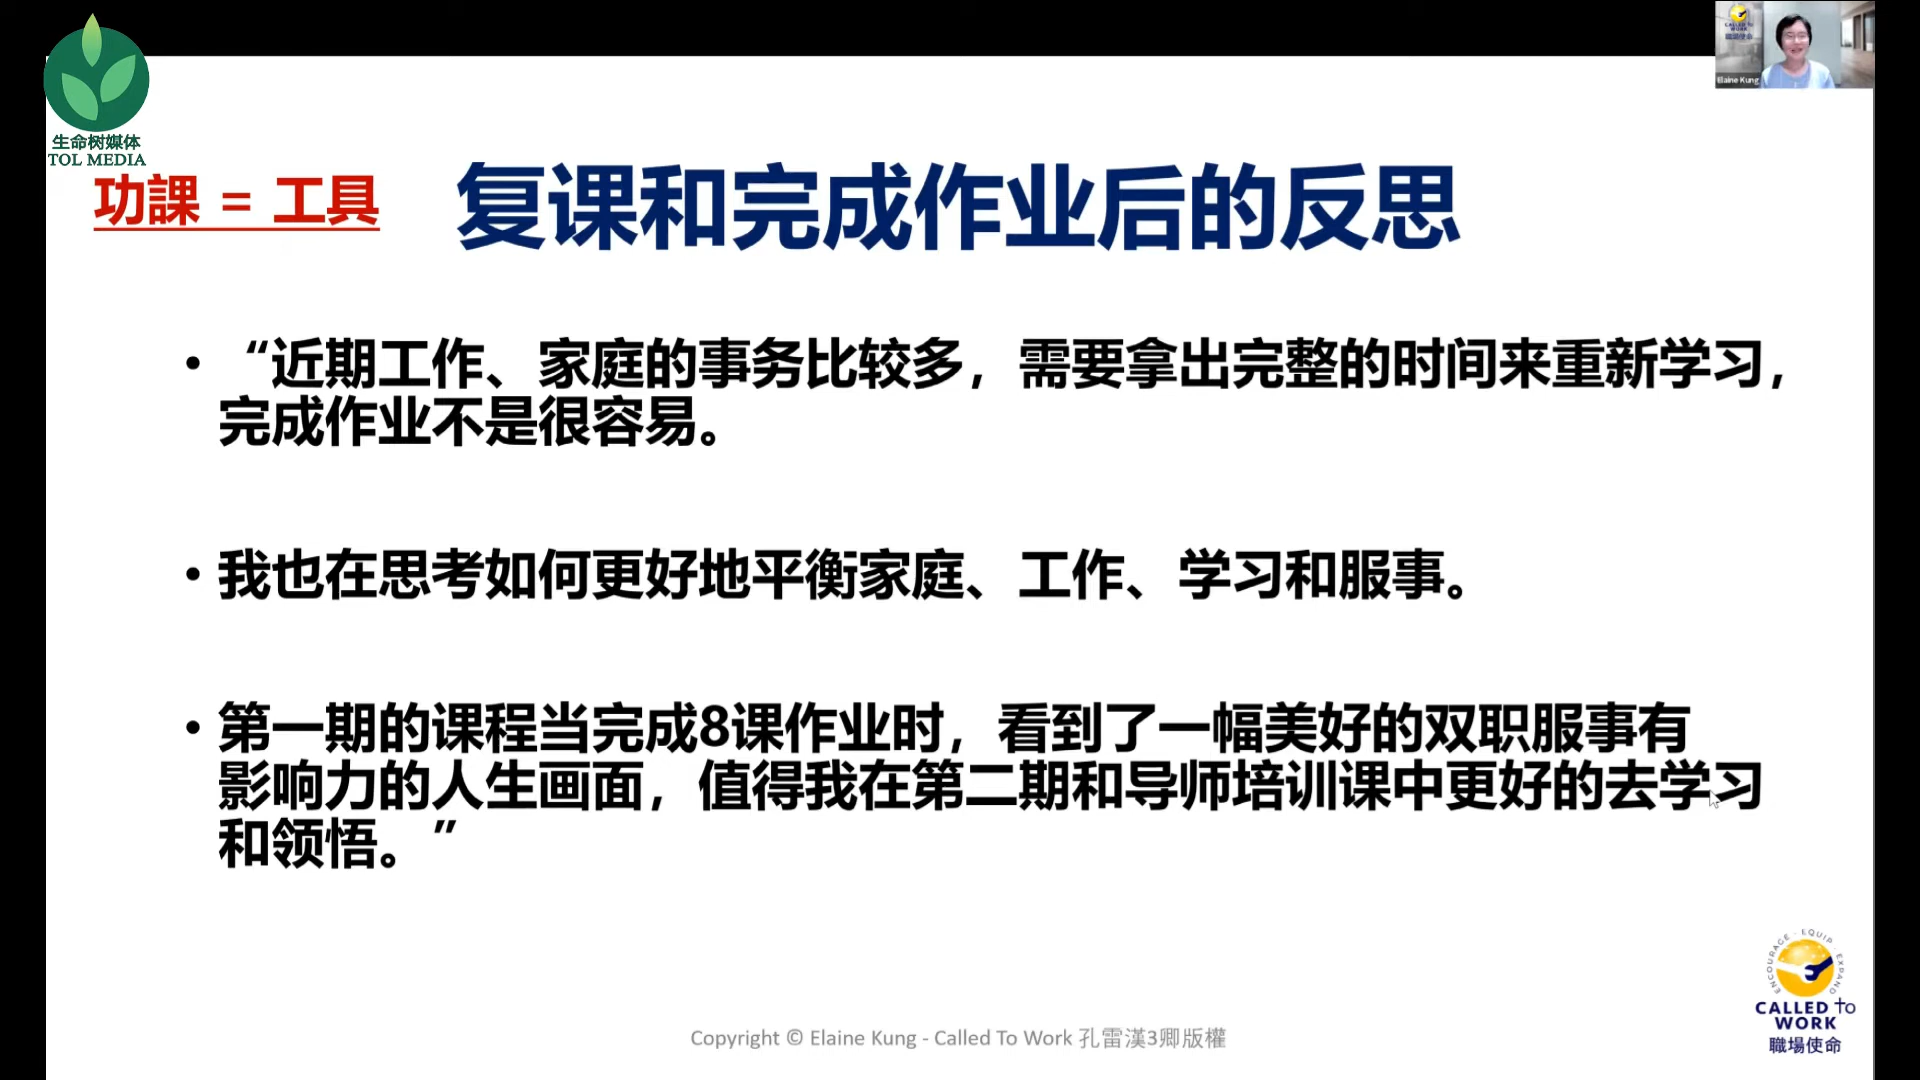 生命树媒体
TOL MEDIA
Elaine Kung
功課 = 工具
复课和完成作业后的反思
• “近期工作、家庭的事务比较多，需要拿出完整的时间来重新学习，
完成作业不是很容易。
• 我也在思考如何更好地平衡家庭、工作、学习和服事。
• 第一期的课程当完成8课作业时，看到了一幅美好的双职服事有
影响力的人生画面，值得我在第二期和导师培训课中更好的去学习
和领悟。”
ENCOURAGE · EQUIP · EXPAND
CALLED to
WORK
職場使命
Copyright © Elaine Kung - Called To Work 孔雷漢3卿版權